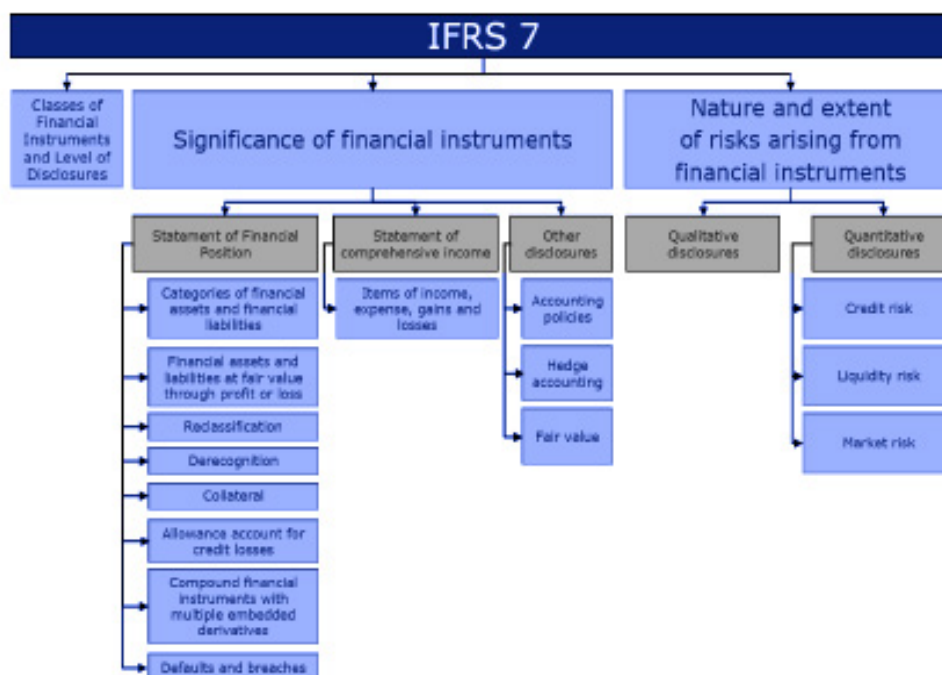 IFRS 7
Classes of
Financial
Instruments
and Level of
Disclosures
Significance of financial instruments
Nature and extent
of risks arising from
financial instruments
Statement of Financial
Position
Statement of
comprehensive income
Other
disclosures
Qualitative
disclosures
Quantitative
disclosures
Categories of financial
assets and financial
liabilities
Financial assets and
liabilities at fair value
through profit or loss
Reclassification
Derecognition
Collateral
Allowance account for
credit losses
Compound financial
instruments with
multiple embedded
derivatives
Defaults and breaches
Items of income,
expense, gains and
losses
Accounting
policies
Hedge
accounting
Fair value
Credit risk
Liquidity risk
Market risk